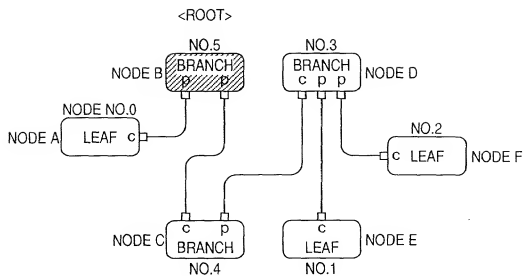 <ROOT>
NO.5
NO.3
NODE B
BRANCH
p p
BRANCH
c p p
NODE D
NODE NO.0
NODE A
LEAF c
NO.2
c LEAF
NODE F
NODE C
c p
BRANCH
NO.4
c
LEAF
NODE E
NO.1